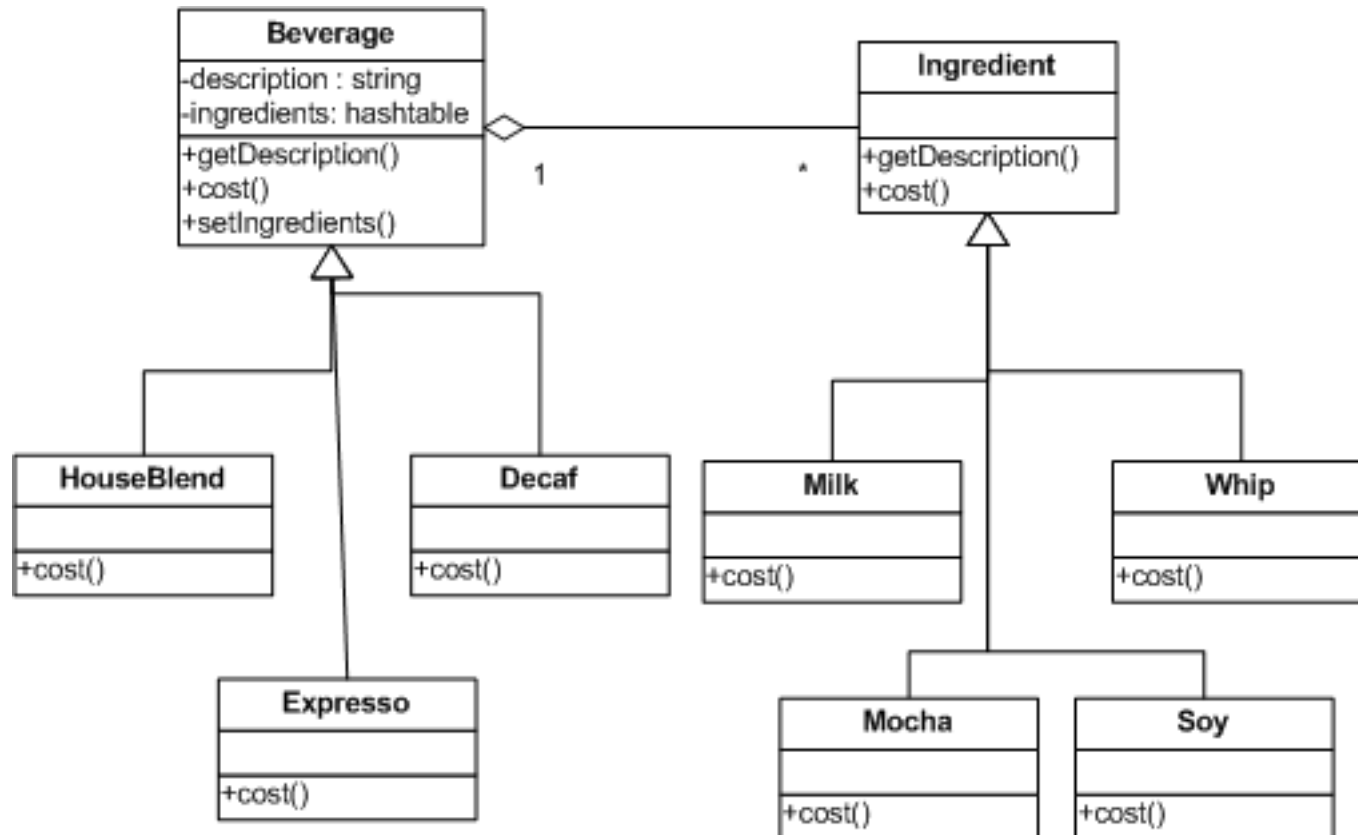 Beverage
-description : string
-ingredients: hashtable
+getDescription()
+cost()
+setIngredients()
1
*
Ingredient
+getDescription()
+cost()
HouseBlend
+cost()
Decaf
+cost()
Expresso
+cost()
Milk
+cost()
Whip
+cost()
Mocha
+cost()
Soy
+cost()